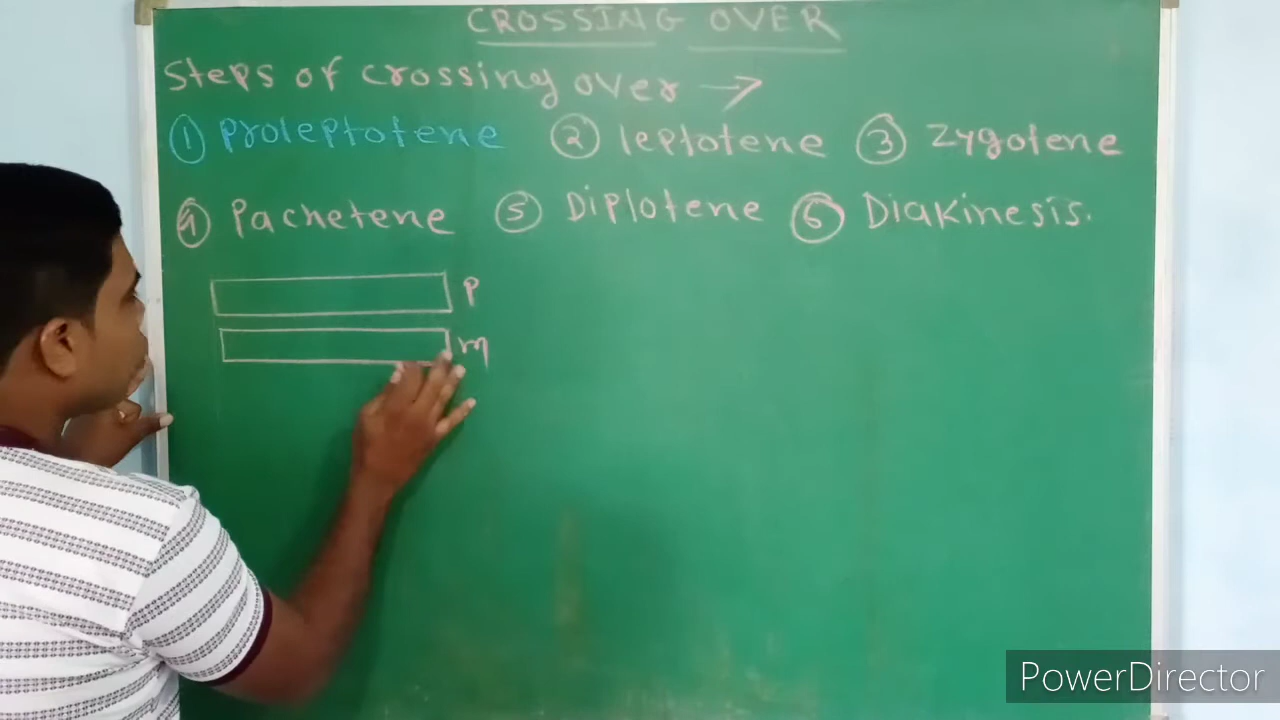 CROSSING OVER
Steps of crossing over →
① Proleptotene ② leptotene ③ Zygotene
④ Pachetene ⑤ Diplotene ⑥ Diakinesis.
P
m
PowerDirector